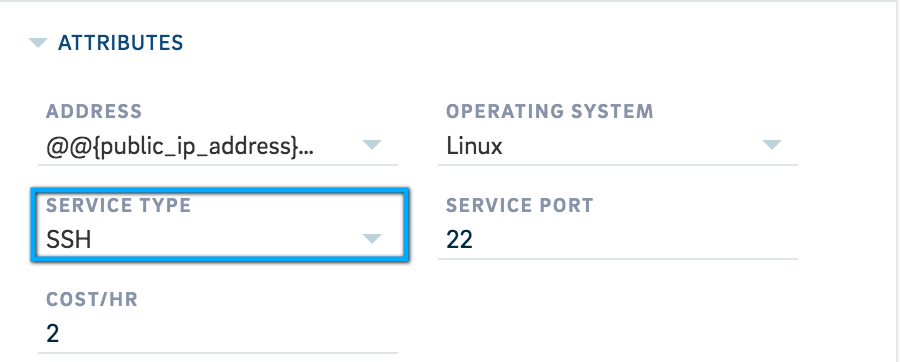 ATTRIBUTES
ADDRESS
OPERATING SYSTEM
@@{public_ip_address}...
Linux
SERVICE TYPE
SERVICE PORT
SSH
22
COST/HR
2